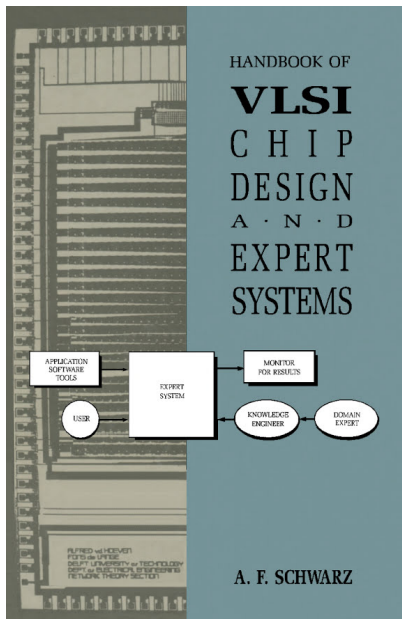 HANDBOOK OF
VLSI
CHIP
DESIGN
A·N·D
EXPERT
SYSTEMS
APPLICATION
SOFTWARE
TOOLS
EXPERT
SYSTEM
MONITOR
FOR RESULTS
USER
KNOWLEDGE
ENGINEER
DOMAIN
EXPERT
ALFRED vd HOEVEN
FONS de LANGE
DELFT UNIVERSITY of TECHNOLOGY
DEPT of ELECTRICAL ENGINEERING
NETWORK THEORY SECTION
A. F. SCHWARZ